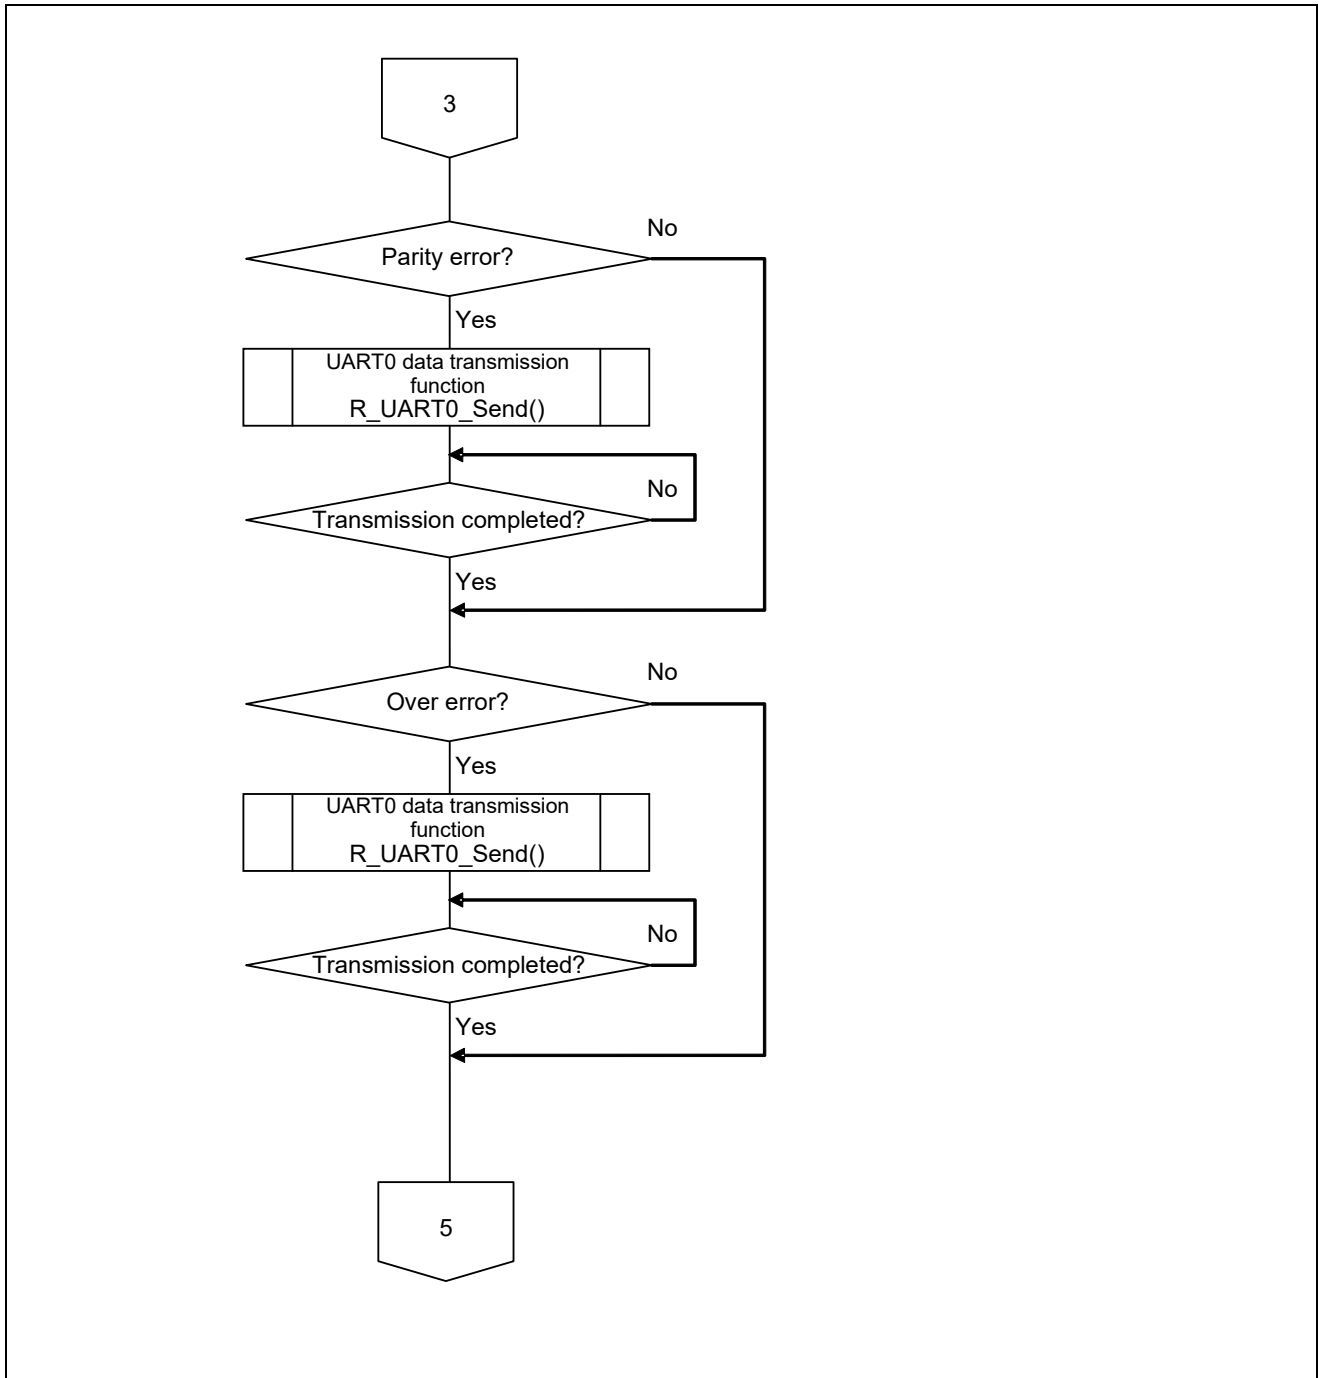 3
No
Parity error?
Yes
UART0 data transmission
function
R_UART0_Send()
No
Transmission completed?
Yes
No
Over error?
Yes
UART0 data transmission
function
R_UART0_Send()
No
Transmission completed?
Yes
5